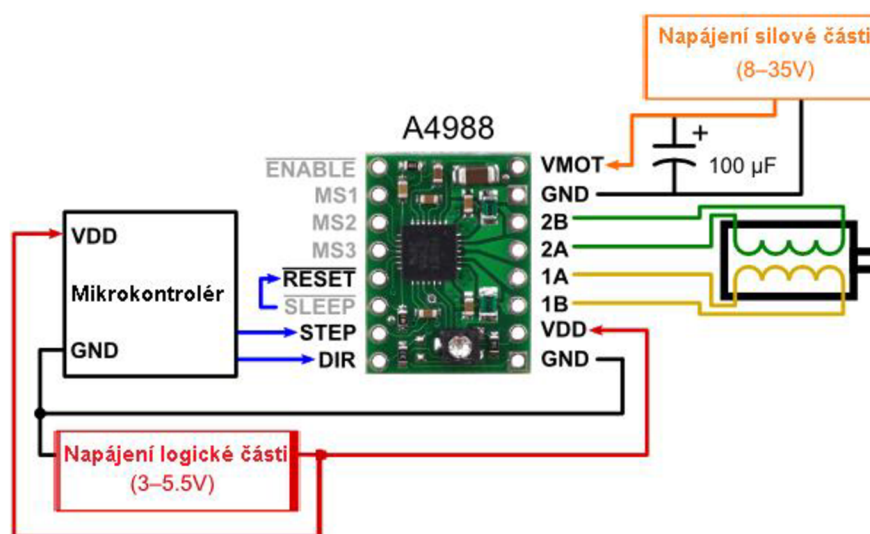 Napájení silové části
(8–35V)
A4988
ENABLE
MS1
MS2
MS3
RESET
SLEEP
STEP
DIR
VMOT
GND
2B
2A
1A
1B
VDD
GND
+
100 µF
VDD
Mikrokontrolér
GND
Napájení logické části
(3–5.5V)